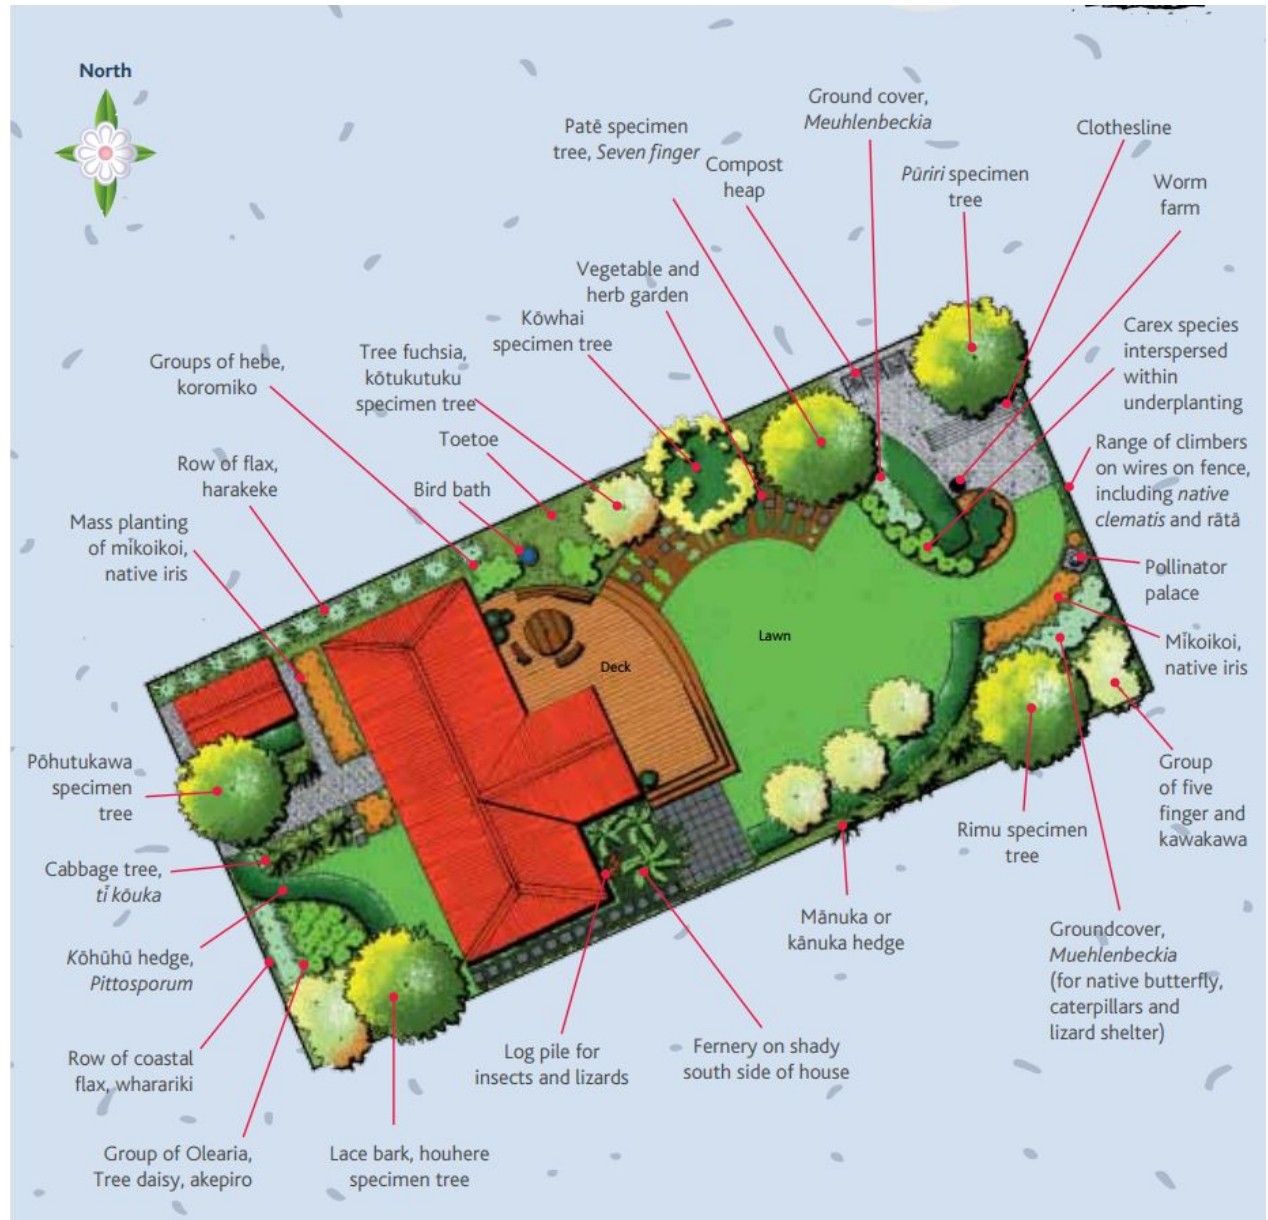 North
Ground cover,
Meuhlenbeckia
Clothesline
Patē specimen
tree, Seven finger
Compost
heap
Pūriri specimen
tree
Worm
farm
Vegetable and
herb garden
Kōwhai
specimen tree
Carex species
interspersed
within
underplanting
Tree fuchsia,
kōtukutuku
specimen tree
Groups of hebe,
koromiko
Toetoe
Range of climbers
on wires on fence,
including native
clematis and rātā
Row of flax,
harakeke
Bird bath
Mass planting
of mīkoikoi,
native iris
Pollinator
palace
Lawn
Mīkoikoi,
native iris
Deck
Pōhutukawa
specimen
tree
Group
of five
finger and
kawakawa
Rimu specimen
tree
Cabbage tree,
tī kōuka
Mānuka or
kānuka hedge
Groundcover,
Muehlenbeckia
(for native butterfly,
caterpillars and
lizard shelter)
Kōhūhū hedge,
Pittosporum
Row of coastal
flax, wharariki
Log pile for
insects and lizards
Fernery on shady
south side of house
Group of Olearia,
Tree daisy, akepiro
Lace bark, houhere
specimen tree